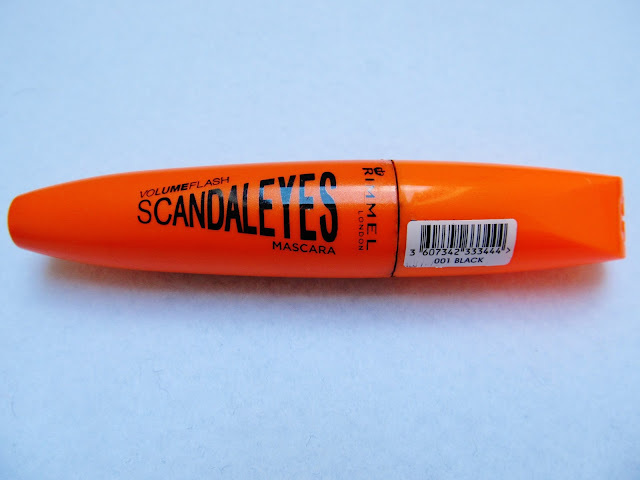 VOLUMEFLASH
SCANDALEYES
MASCARA
RIMMEL
LONDON
3 607342 333444 >
001 BLACK